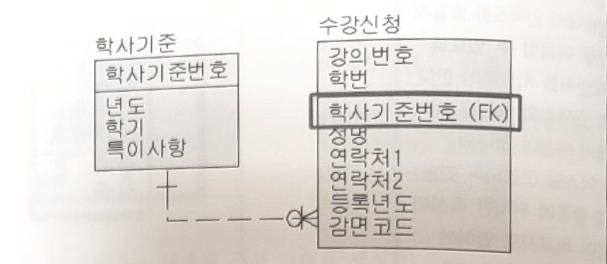 학사기준
학사기준번호
년도
학기
특이사항
수강신청
강의번호
학번
학사기준번호 (FK)
성명
연락처1
연락처2
등록년도
감면코드